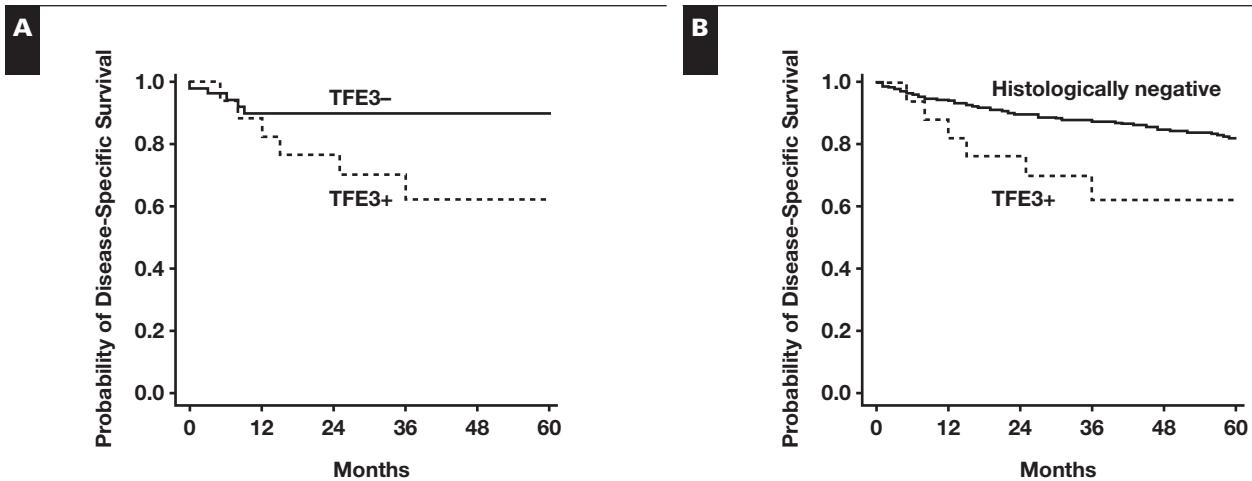 A
Probability of Disease-Specific Survival
1.0
0.8
0.6
0.4
0.2
0.0
TFE3–
TFE3+
0 12 24 36 48 60
Months
B
Probability of Disease-Specific Survival
1.0
0.8
0.6
0.4
0.2
0.0
Histologically negative
TFE3+
0 12 24 36 48 60
Months